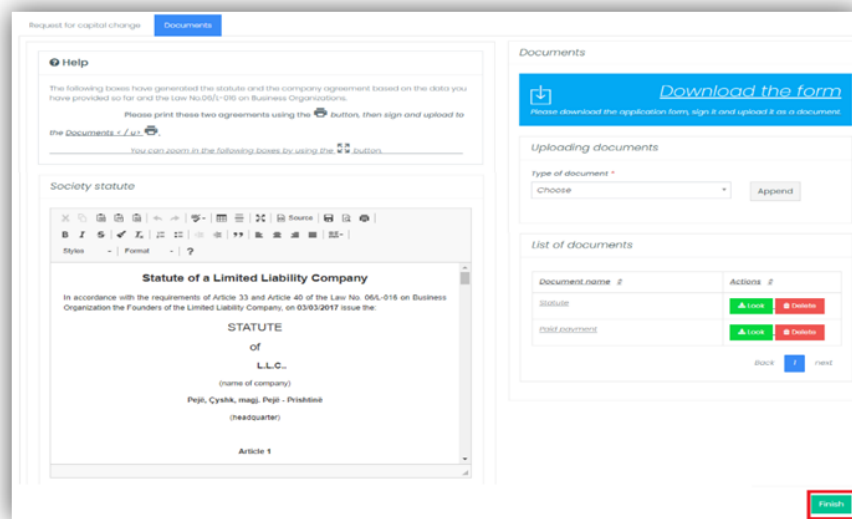 Request for capital change
Documents
Help
The following boxes have generated the statute and the company agreement based on the data you
have provided so far and the Law No.06/L-016 on Business Organizations.
Please print these two agreements using the button, then sign and upload to
the Documents < / u> .
You can zoom in the following boxes by using the button.
Society statute
Source
Styles
Format
?
Statute of a Limited Liability Company
In accordance with the requirements of Article 33 and Article 40 of the Law No. 06/L-016 on Business
Organization the Founders of the Limited Liability Company, on 03/03/2017 issue the:
STATUTE
of
L.L.C..
(name of company)
Pejë, Çyshk, magj. Pejë - Prishtinë
(headquarter)
Article 1
Documents
Download the form
Please download the application form, sign it and upload it as a document.
Uploading documents
Type of document *
Choose
Append
List of documents
Document name
Actions
Statute
Look
Delete
Paid payment
Look
Delete
Back
1
next
Finish